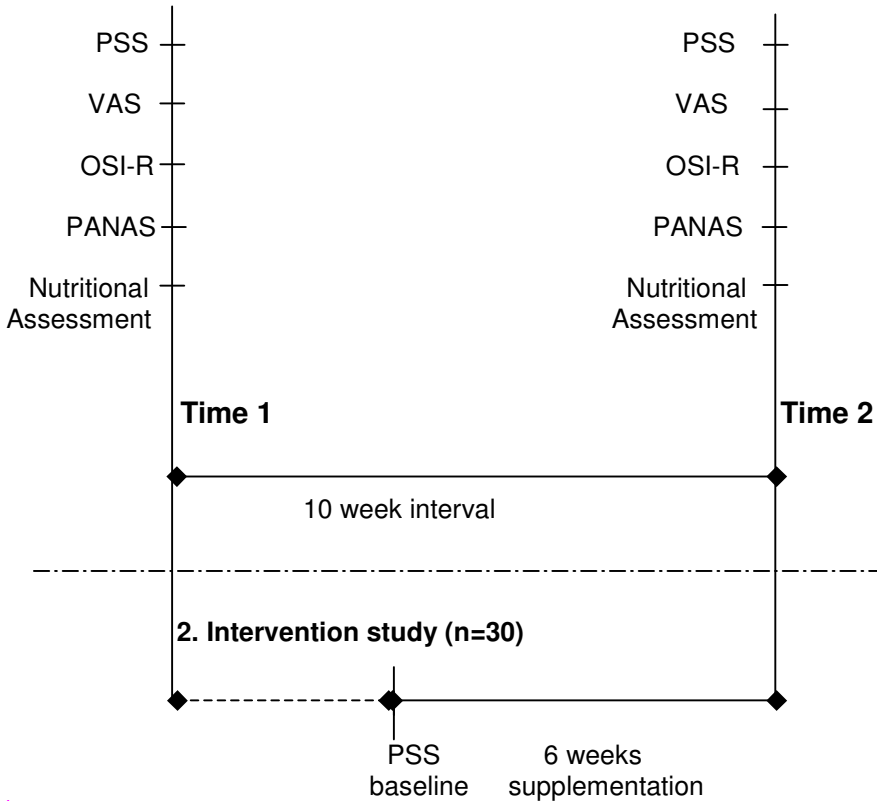 PSS PSS
VAS VAS
OSI-R OSI-R
PANAS PANAS
Nutritional Nutritional
Assessment Assessment
Time 1 Time 2
10 week interval
2. Intervention study (n=30)
PSS 6 weeks
baseline supplementation